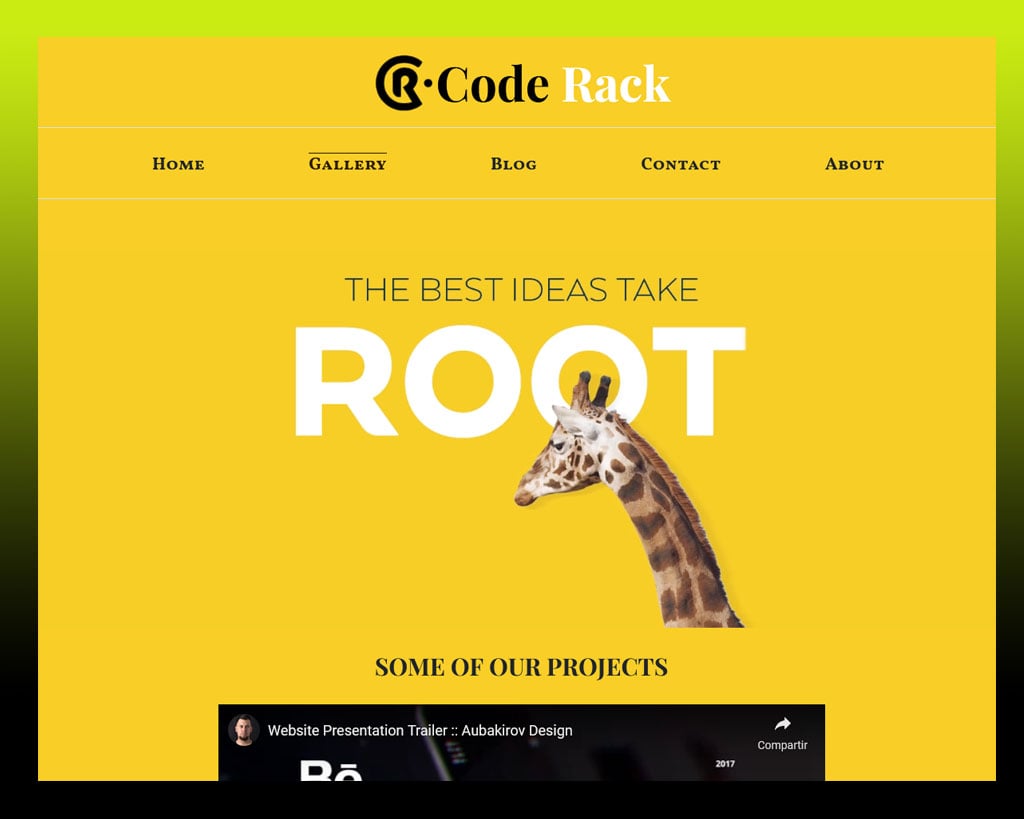 CR·Code Rack
Home Gallery Blog Contact About
THE BEST IDEAS TAKE
ROOT
SOME OF OUR PROJECTS
Website Presentation Trailer :: Aubakirov Design
Compartir
Bē
2017